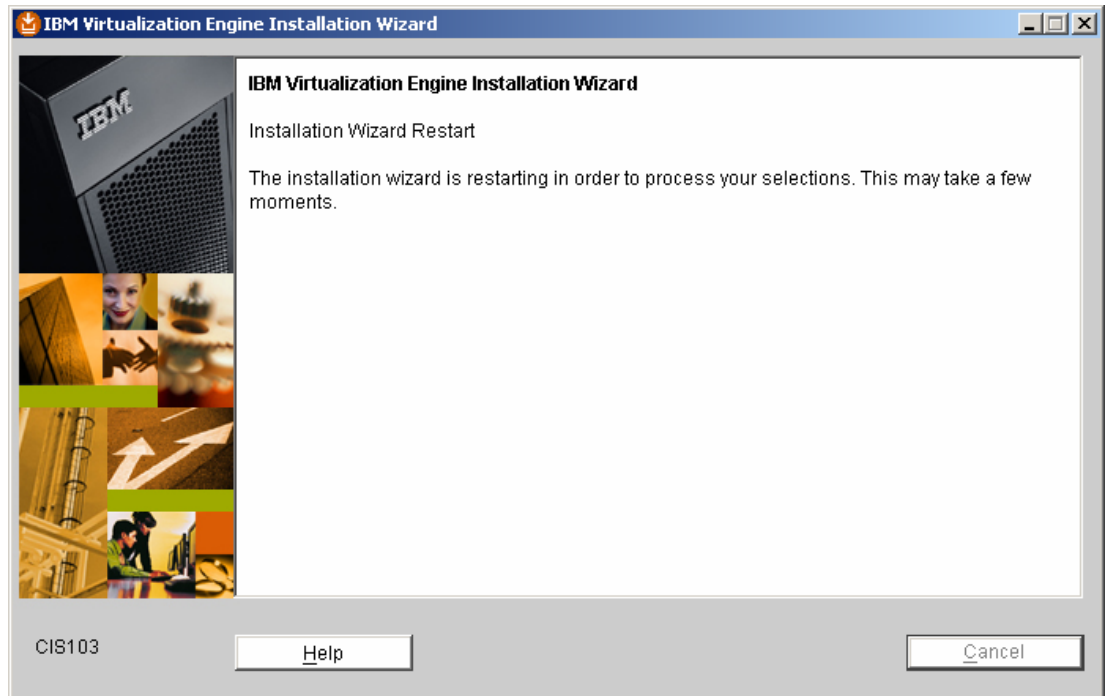 IBM Virtualization Engine Installation Wizard
IBM
IBM Virtualization Engine Installation Wizard
Installation Wizard Restart
The installation wizard is restarting in order to process your selections. This may take a few
moments.
CIS103
Help
Cancel